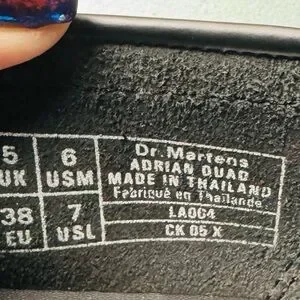 5 UK
6 USM
38 EU
7 USL
Dr. Martens
ADRIAN QUAD
MADE IN THAILAND
Fabriqué en Thailande
LA004
CK 05 X